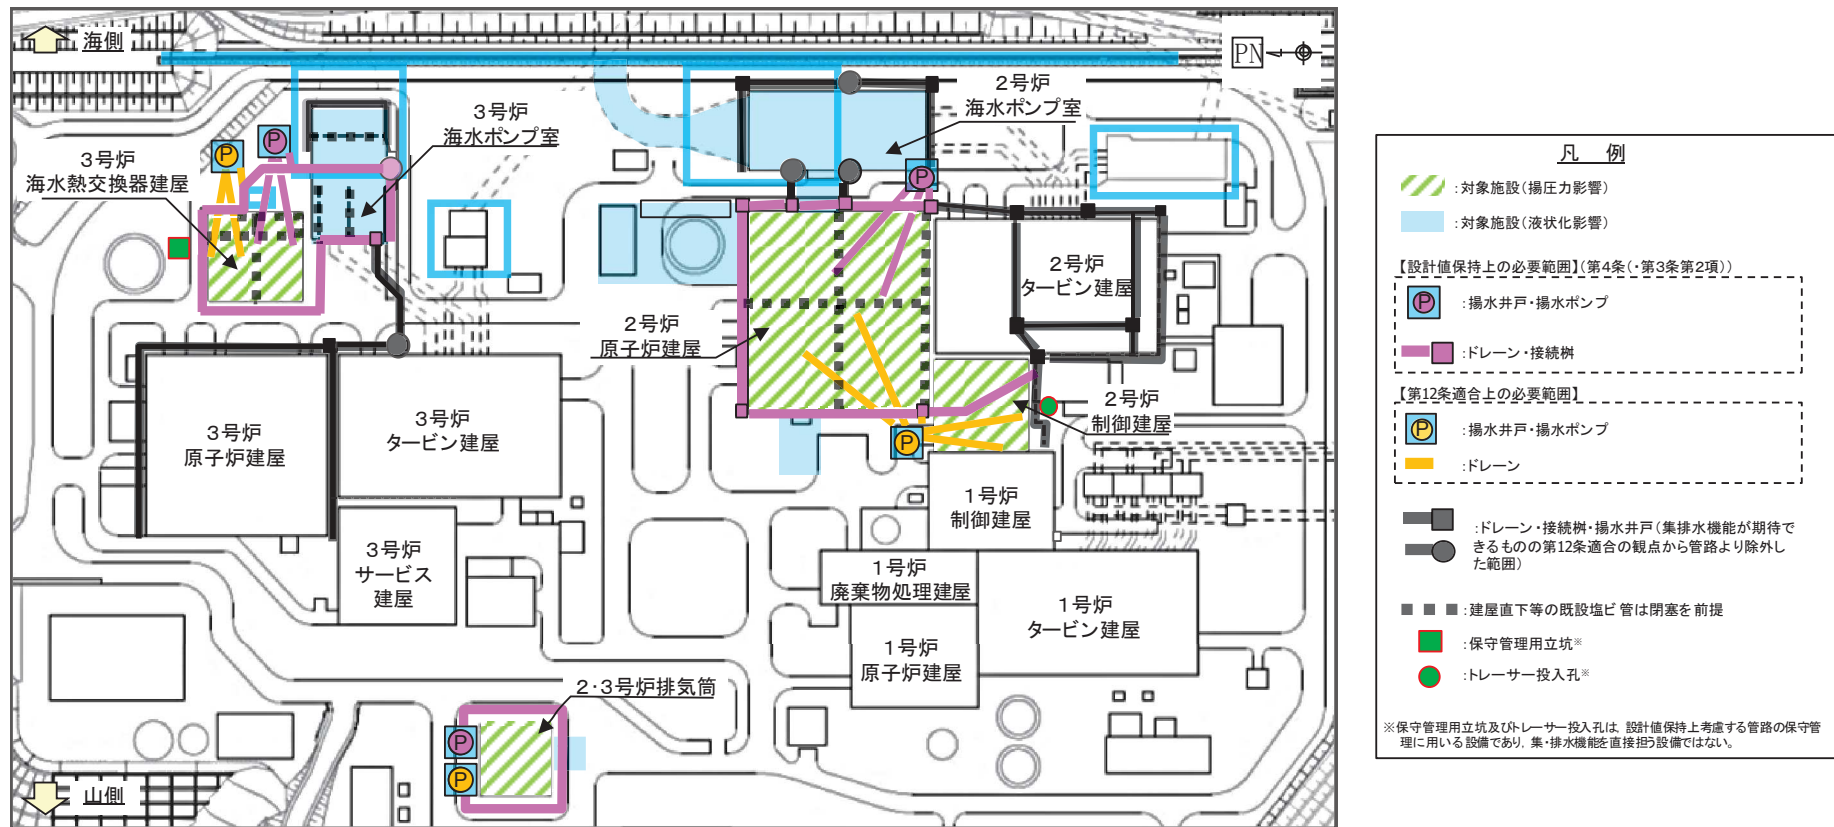 海側
PN
3号炉
海水熱交換器建屋
P
P
3号炉
海水ポンプ室
2号炉
海水ポンプ室
P
2号炉
原子炉建屋
2号炉
タービン建屋
2号炉
制御建屋
P
3号炉
原子炉建屋
3号炉
タービン建屋
3号炉
サービス
建屋
1号炉
制御建屋
1号炉
廃棄物処理建屋
1号炉
原子炉建屋
1号炉
タービン建屋
2・3号炉排気筒
P
P
山側
凡 例
:対象施設(揚圧力影響)
:対象施設(液状化影響)
【設計値保持上の必要範囲】(第4条(・第3条第2項))
P
:揚水井戸・揚水ポンプ
:ドレーン・接続桝
【第12条適合上の必要範囲】
P
:揚水井戸・揚水ポンプ
:ドレーン
:ドレーン・接続桝・揚水井戸(集排水機能が期待で
きるものの第12条適合の観点から管路より除外し
た範囲)
:建屋直下等の既設塩ビ管は閉塞を前提
:保守管理用立坑※
:トレーサー投入孔※
※保守管理用立坑及びトレーサー投入孔は、設計値保持上考慮する管路の保守管
理に用いる設備であり、集・排水機能を直接担う設備ではない。